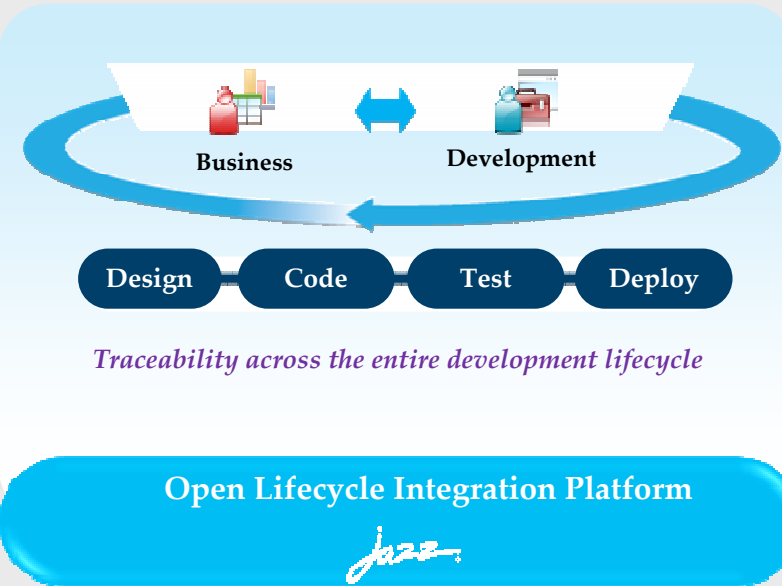 Business
Development
Design Code Test Deploy
Traceability across the entire development lifecycle
Open Lifecycle Integration Platform
jazz